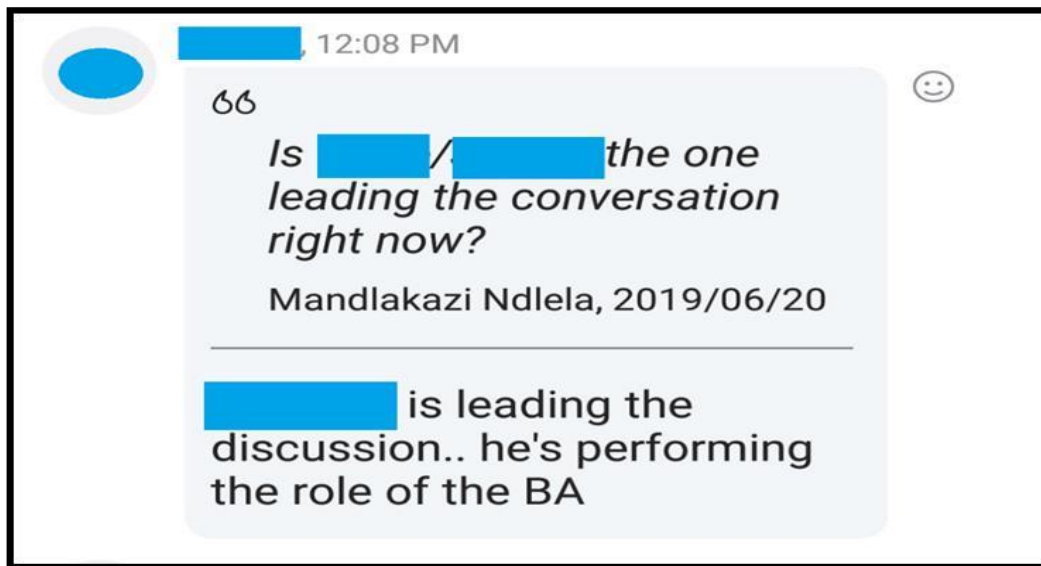 , 12:08 PM
66
Is / the one
leading the conversation
right now?
Mandlakazi Ndlela, 2019/06/20
is leading the
discussion.. he's performing
the role of the BA